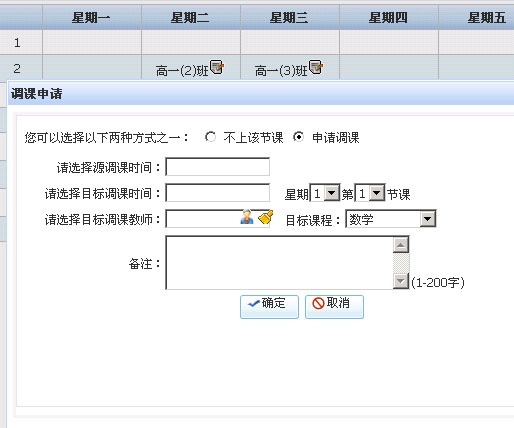 星期一 星期二 星期三 星期四 星期五
1
2 高一(2)班 高一(3)班
调课申请
您可以选择以下两种方式之一： 不上该节课 申请调课
请选择源调课时间：
请选择目标调课时间： 星期 1 第 1 节课
请选择目标调课教师： 目标课程： 数学
备注： (1-200字)
确定 取消